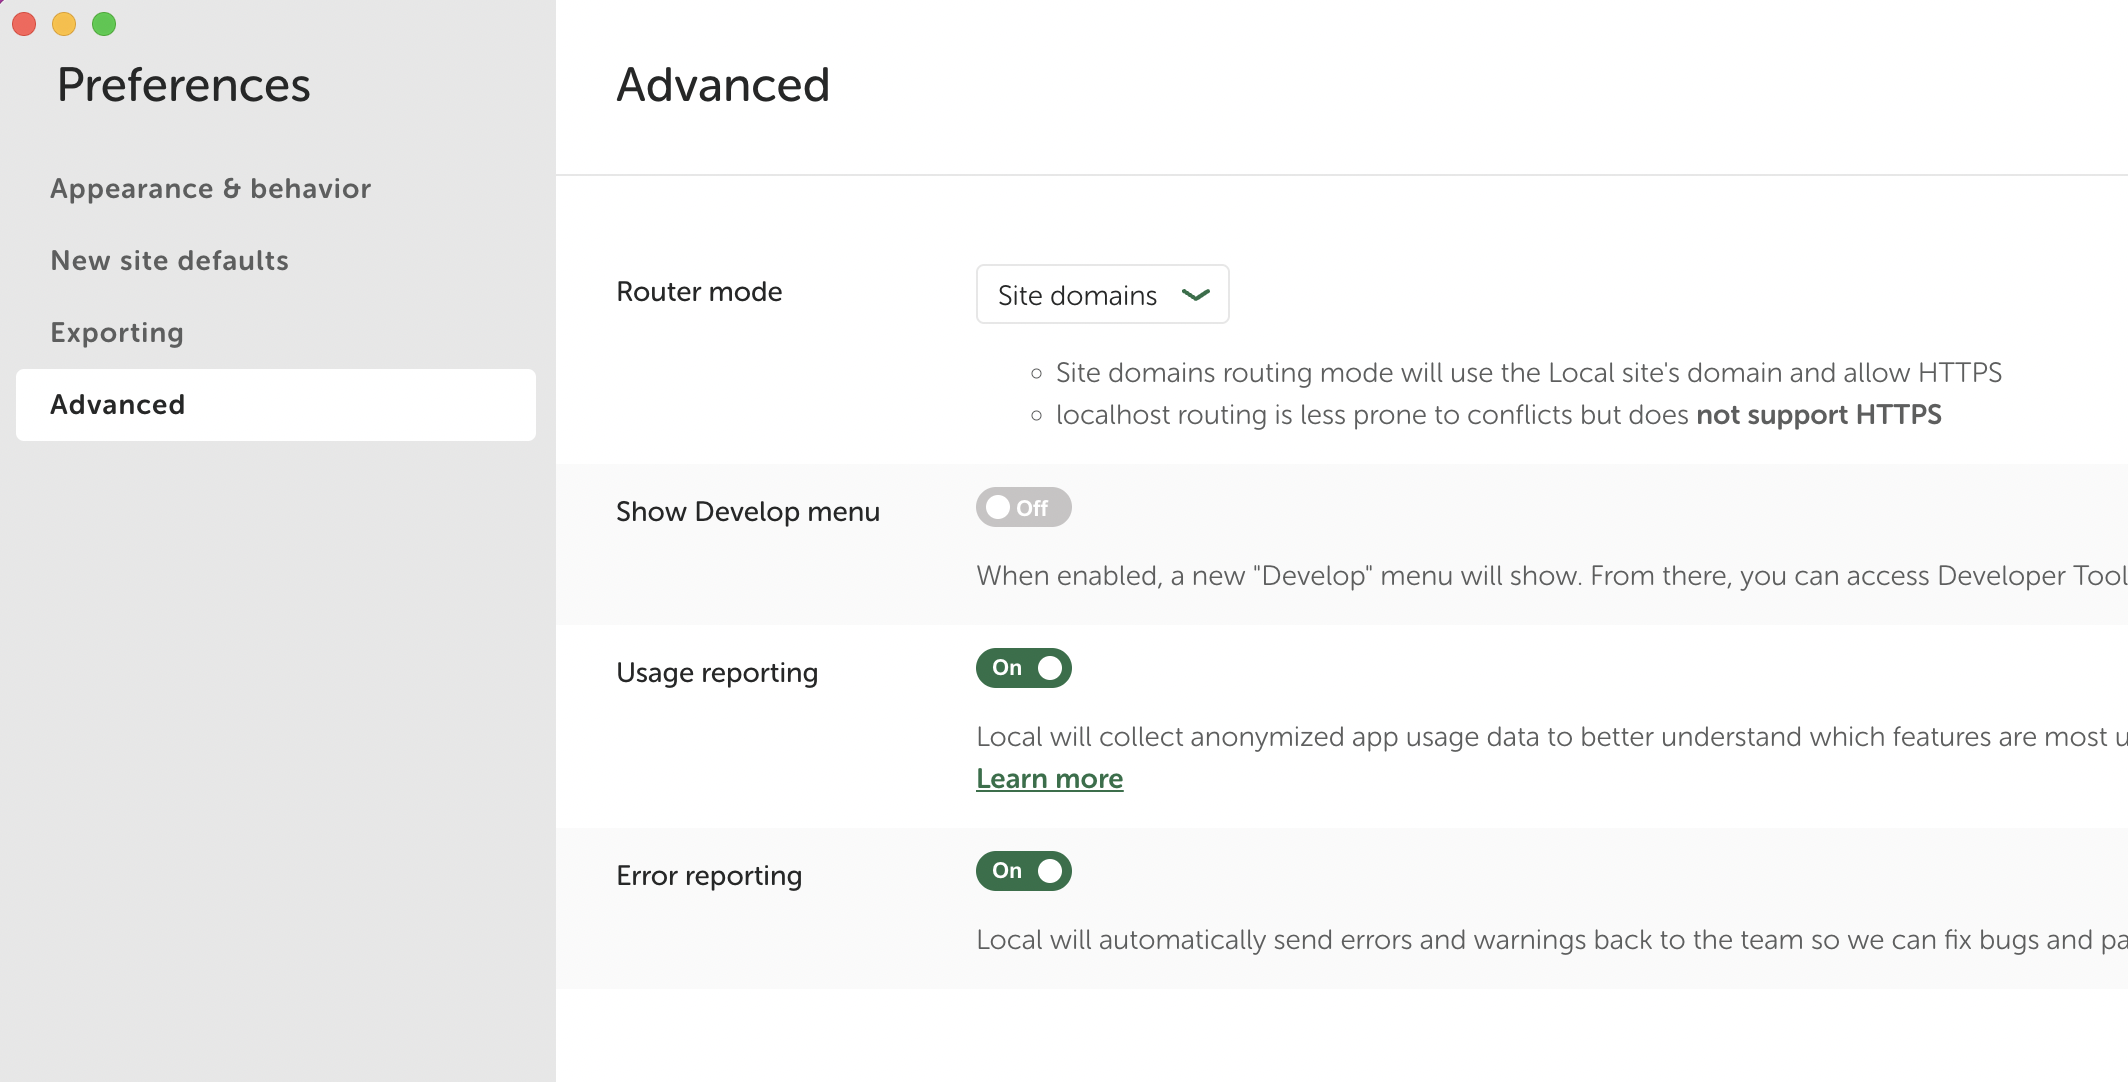 Preferences
Appearance & behavior
New site defaults
Exporting
Advanced
Advanced
Router mode
Site domains
Site domains routing mode will use the Local site's domain and allow HTTPS
localhost routing is less prone to conflicts but does not support HTTPS
Show Develop menu
Off
When enabled, a new "Develop" menu will show. From there, you can access Developer Tool
Usage reporting
On
Local will collect anonymized app usage data to better understand which features are most
Learn more
Error reporting
On
Local will automatically send errors and warnings back to the team so we can fix bugs and